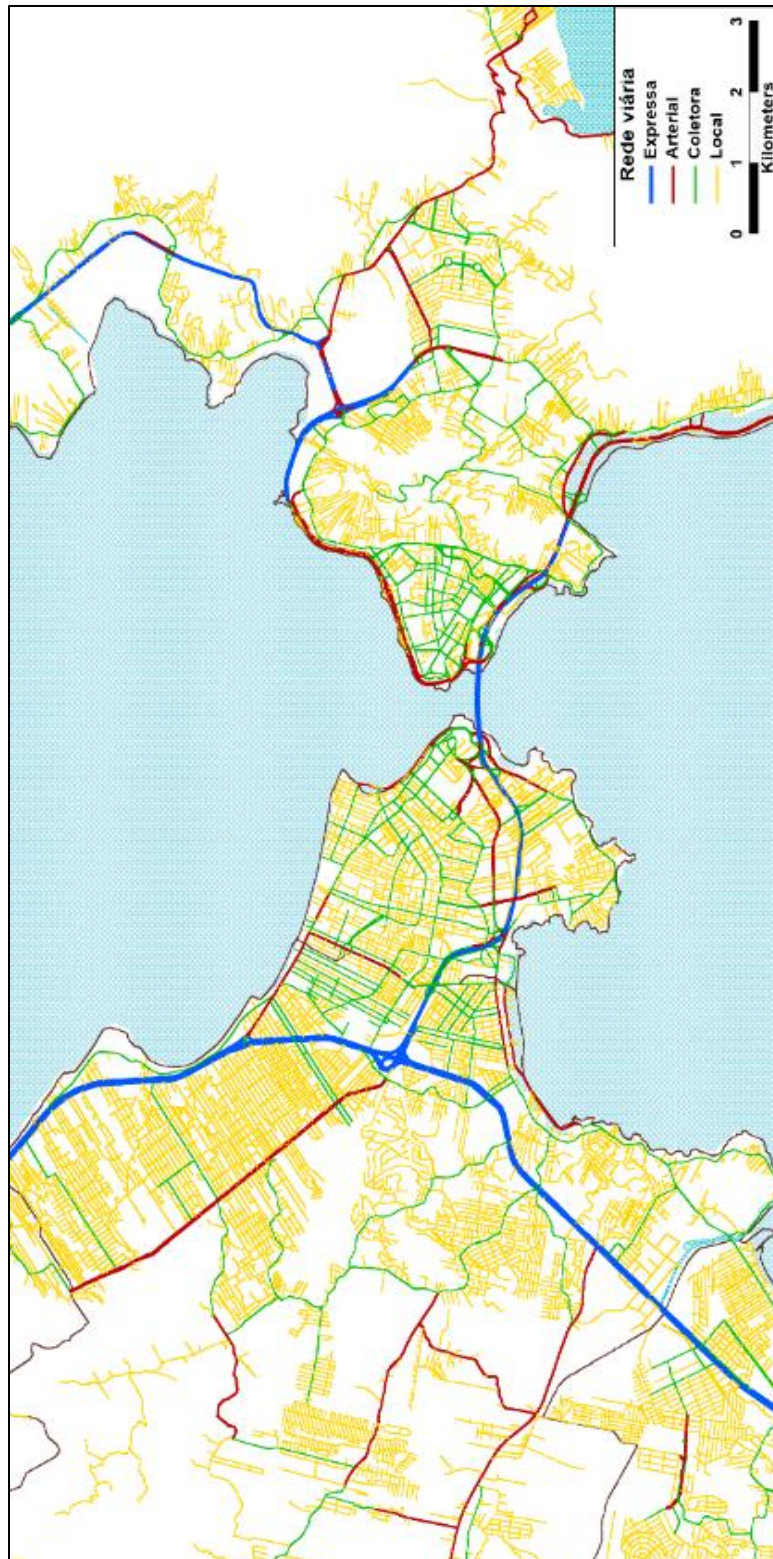 Rede viária
Expressa
Arterial
Coletora
Local
0 1 2 3
Kilometers